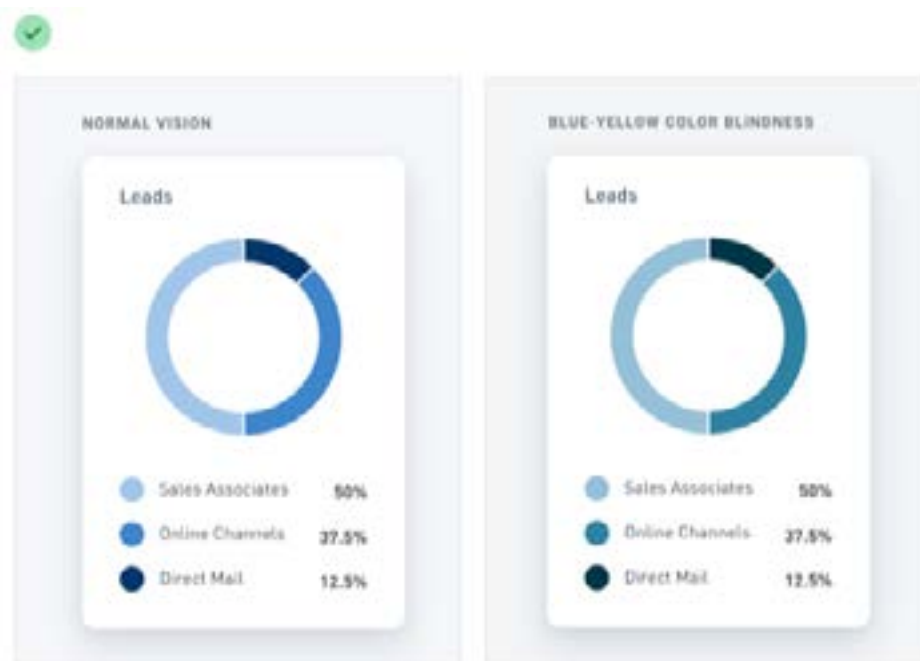 NORMAL VISION
Leads
Sales Associates 50%
Online Channels 37.5%
Direct Mail 12.5%
BLUE-YELLOW COLOR BLINDNESS
Leads
Sales Associates 50%
Online Channels 37.5%
Direct Mail 12.5%